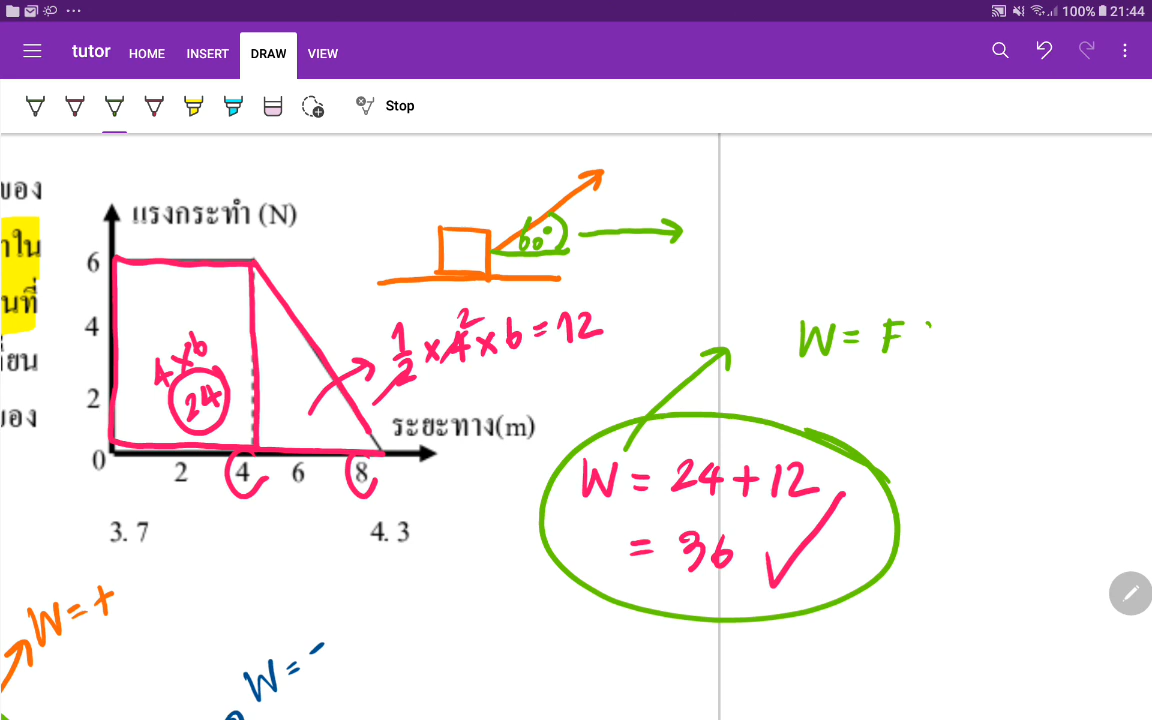 100% 21:44
tutor HOME INSERT DRAW VIEW
Stop
ของ
าใน
นที่
ียน
ของ
แรงกระทำ (N)
6
4
2
0
2 4 6 8
ระยะทาง(m)
4×6
24
60°
1/2 × 4 2 × 6 = 12
W = F
W = 24 + 12
= 36 ✓
3. 7 4. 3
W = +
W = -